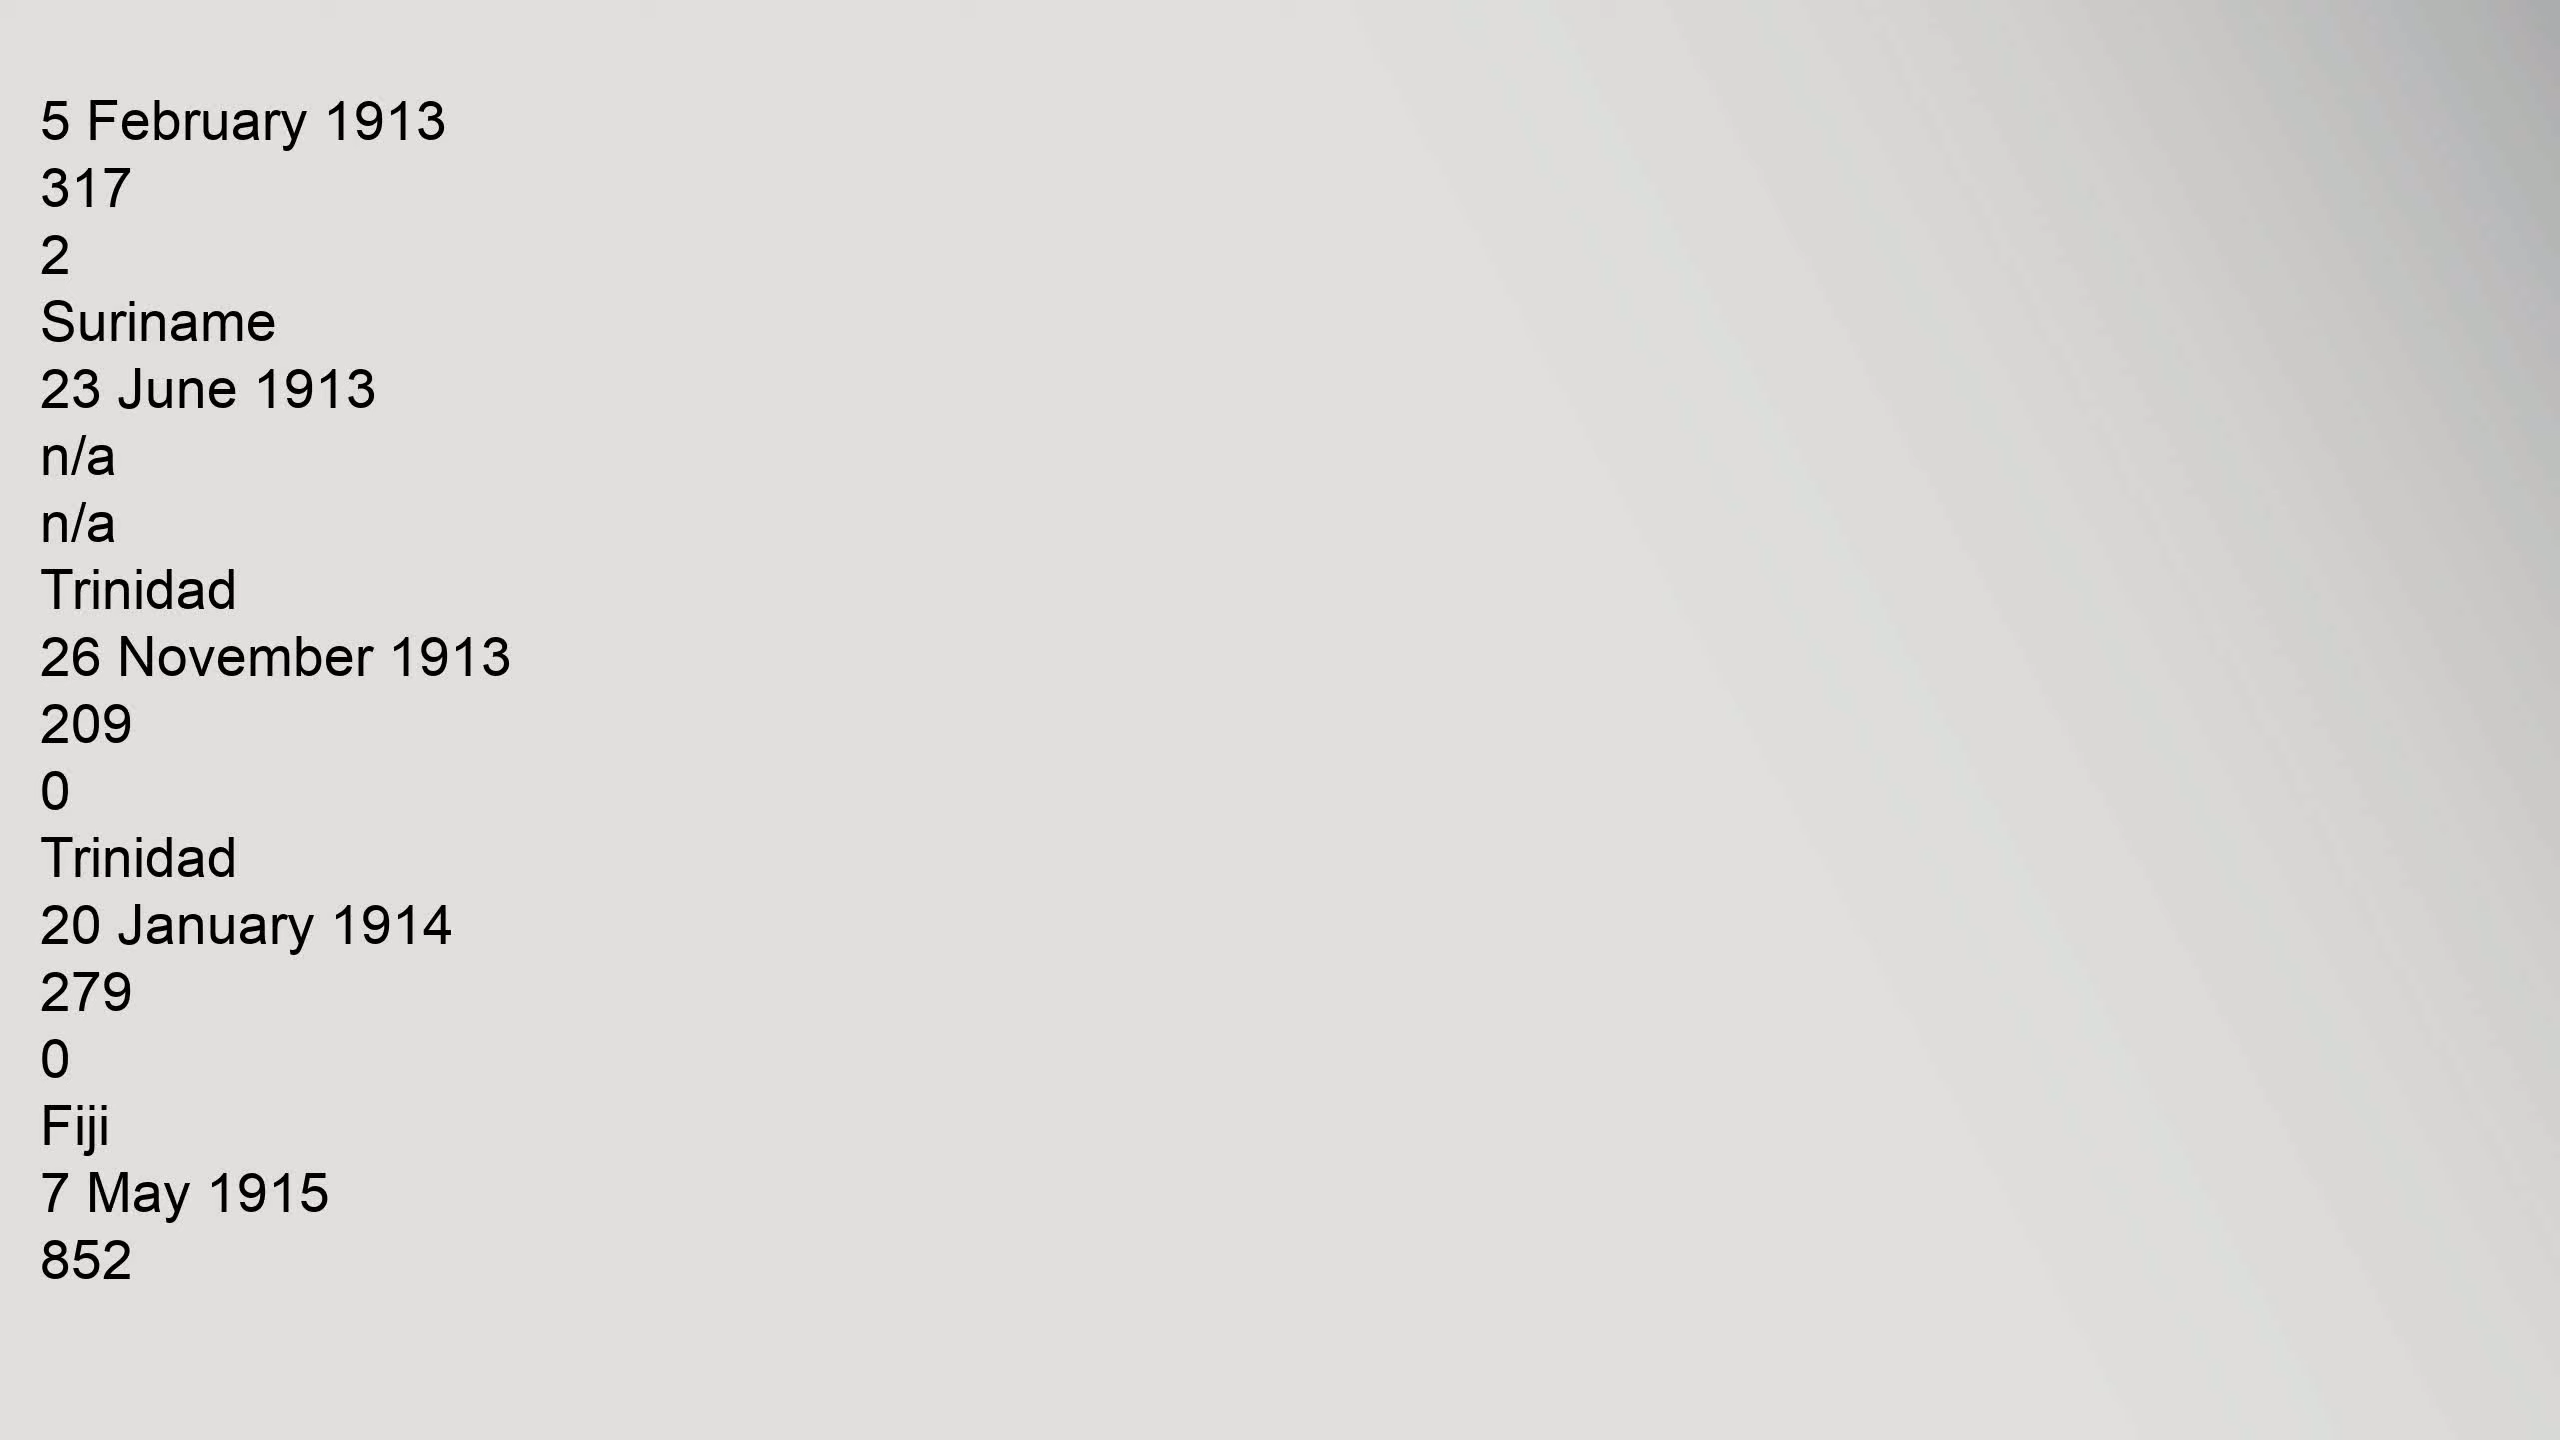 5 February 1913
317
2
Suriname
23 June 1913
n/a
n/a
Trinidad
26 November 1913
209
0
Trinidad
20 January 1914
279
0
Fiji
7 May 1915
852